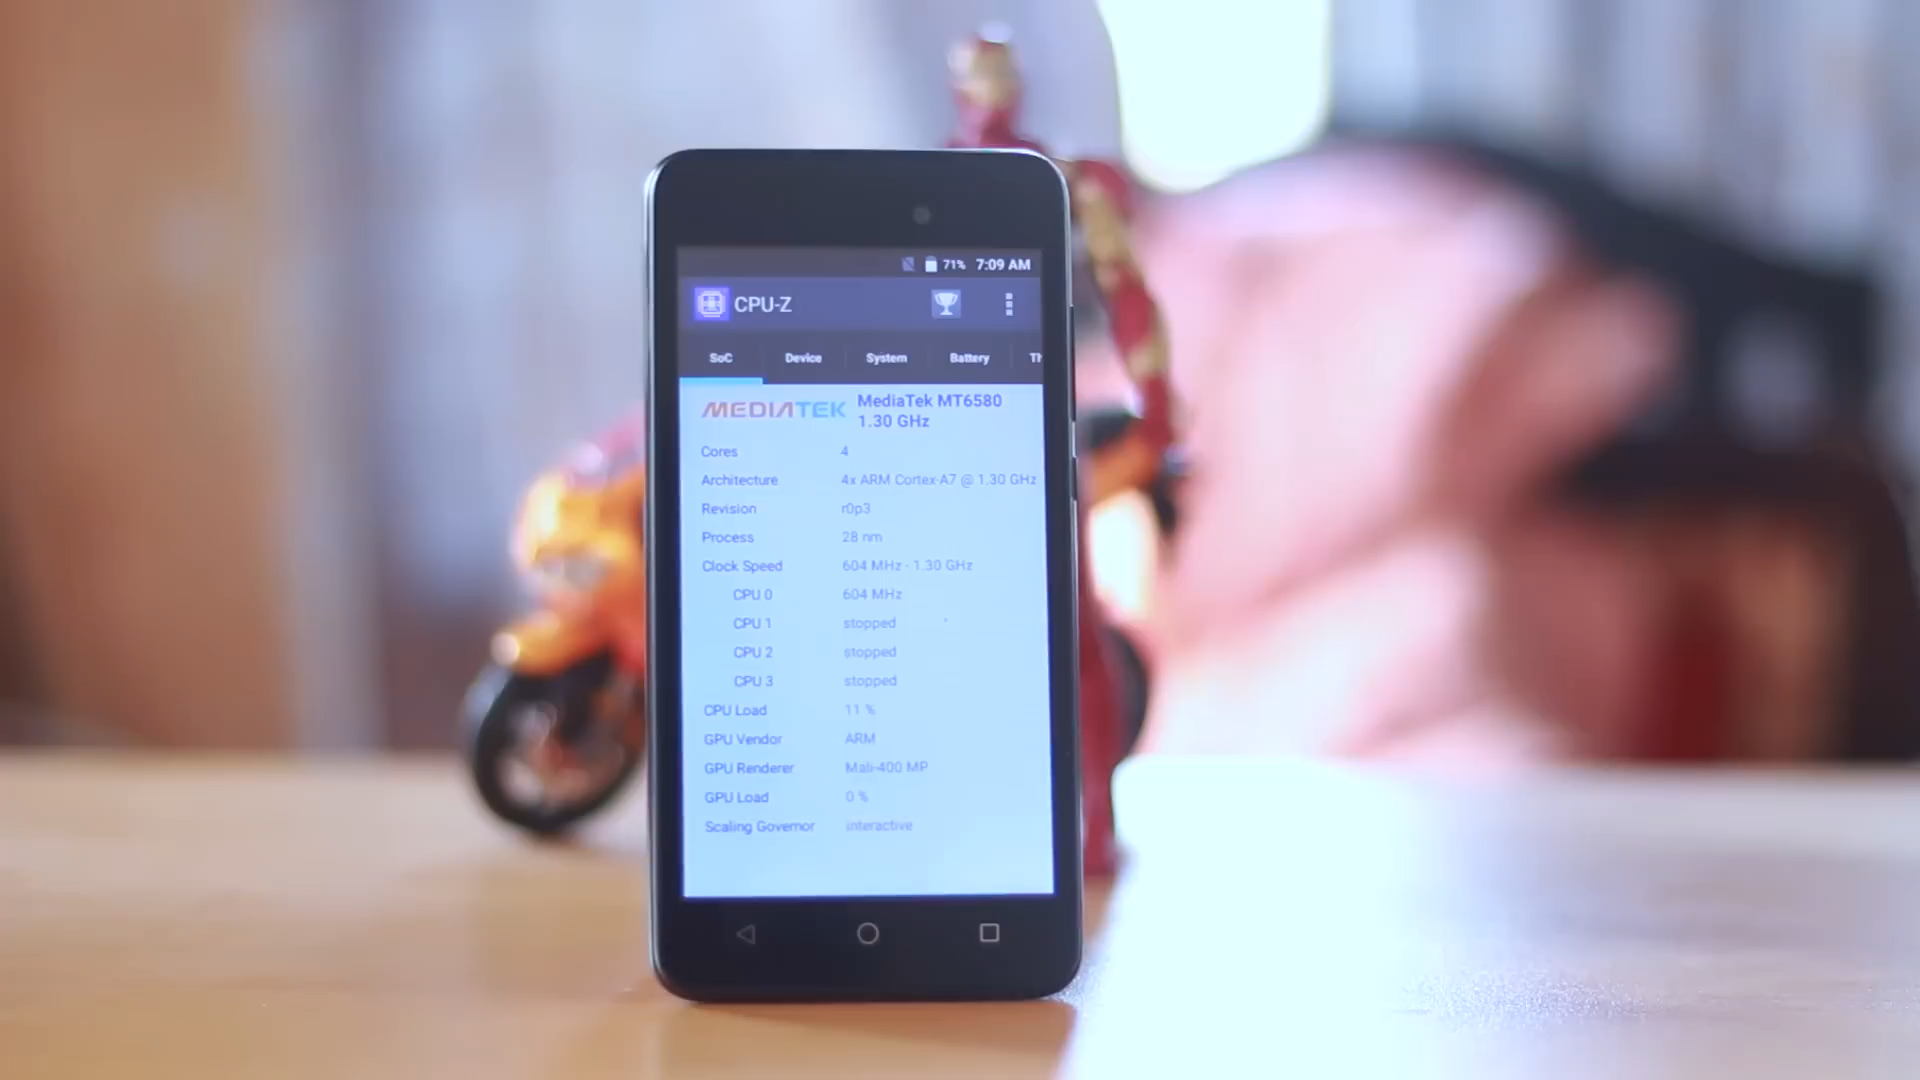 71% 7:09 AM
CPU-Z
SoC Device System Battery Th
MEDIATEK MediaTek MT6580
1.30 GHz
Cores 4
Architecture 4x ARM Cortex-A7 @ 1.30 GHz
Revision r0p3
Process 28 nm
Clock Speed 604 MHz - 1.30 GHz
CPU 0 604 MHz
CPU 1 stopped
CPU 2 stopped
CPU 3 stopped
CPU Load 11 %
GPU Vendor ARM
GPU Renderer Mali-400 MP
GPU Load 0 %
Scaling Governor interactive